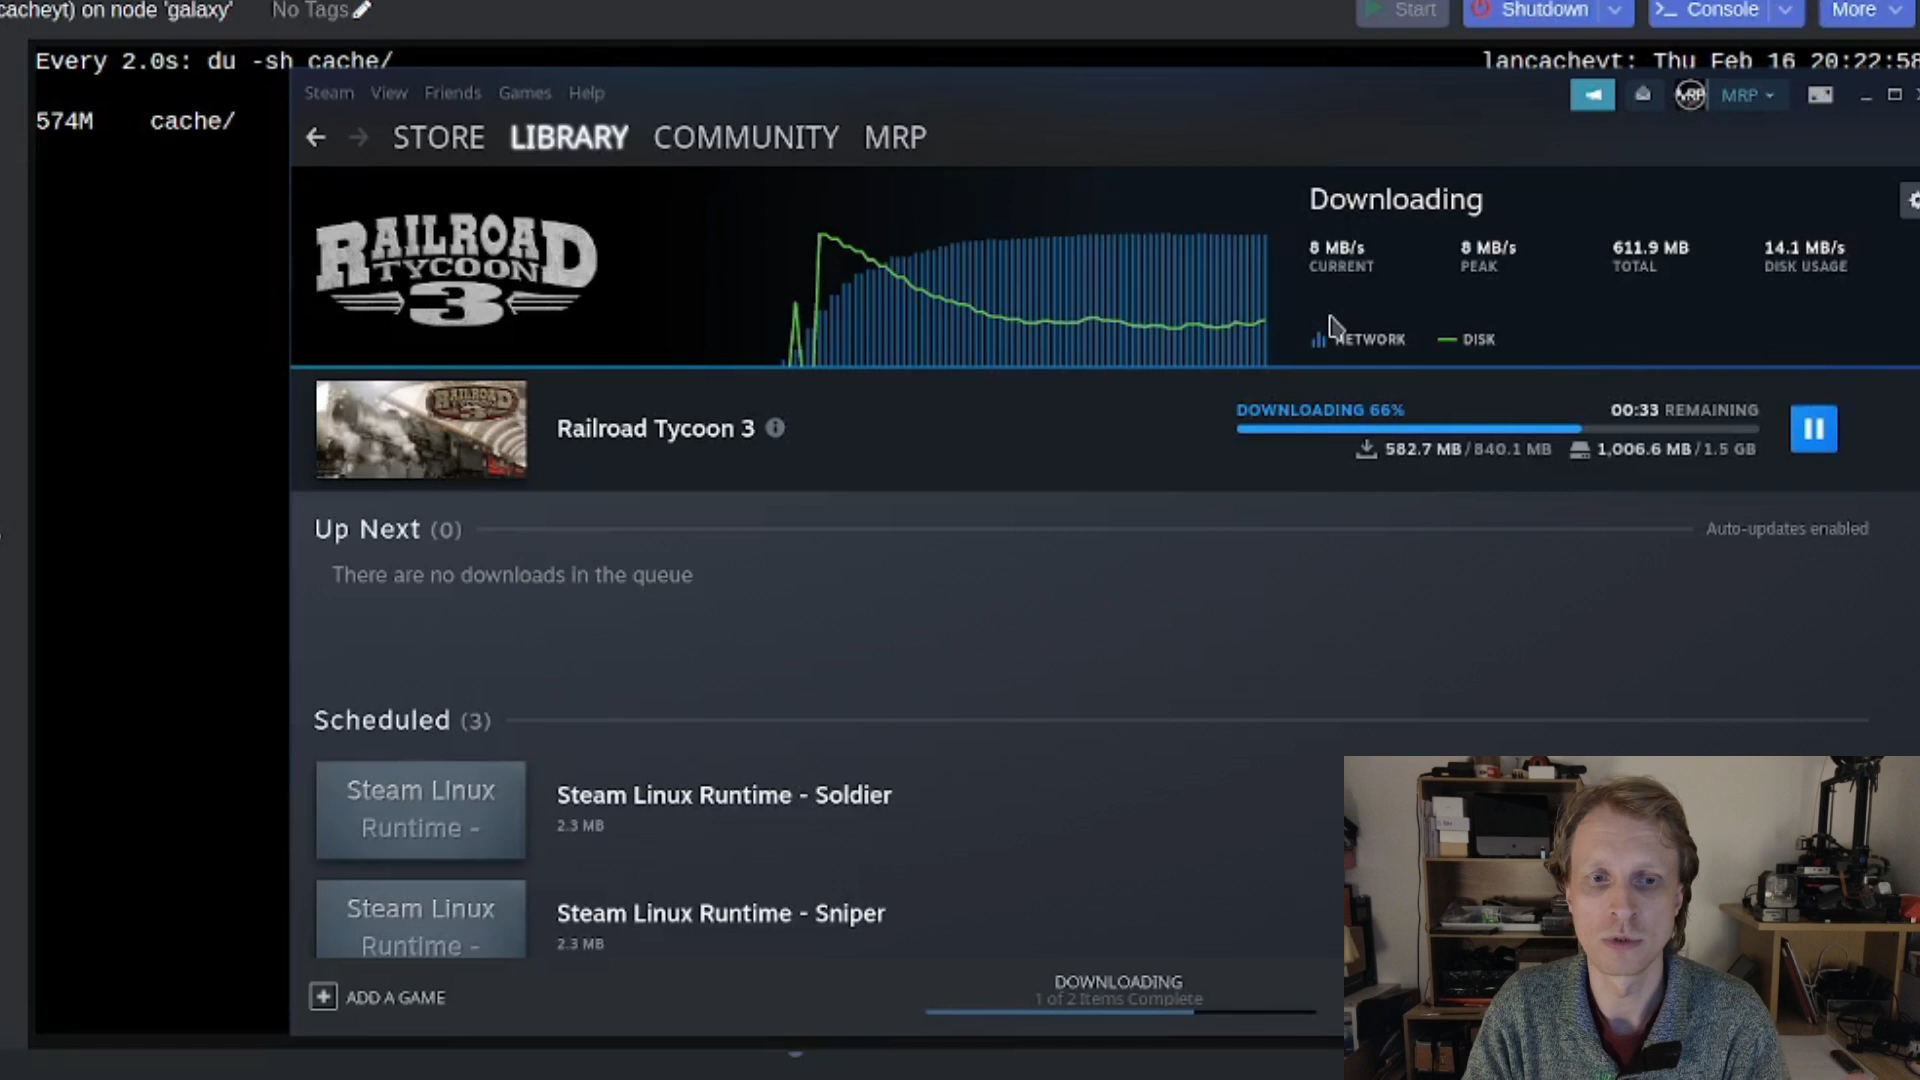 cacheyt) on node 'galaxy' No Tags Start Shutdown Console More
Every 2.0s: du -sh cache/ lancacheyt: Thu Feb 16 20:22:58
574M cache/
Steam View Friends Games Help MRP MRP
STORE LIBRARY COMMUNITY MRP
RAILROAD
TYCOON
3
Downloading
8 MB/s 8 MB/s 611.9 MB 14.1 MB/s
CURRENT PEAK TOTAL DISK USAGE
NETWORK DISK
RAILROAD
3
Railroad Tycoon 3
DOWNLOADING 66% 00:33 REMAINING
582.7 MB/840.1 MB 1,006.6 MB/1.5 GB
Up Next (0) Auto-updates enabled
There are no downloads in the queue
Scheduled (3)
Steam Linux
Runtime -
Steam Linux Runtime - Soldier
2.3 MB
Steam Linux
Runtime -
Steam Linux Runtime - Sniper
2.3 MB
ADD A GAME
DOWNLOADING
1 of 2 Items Complete